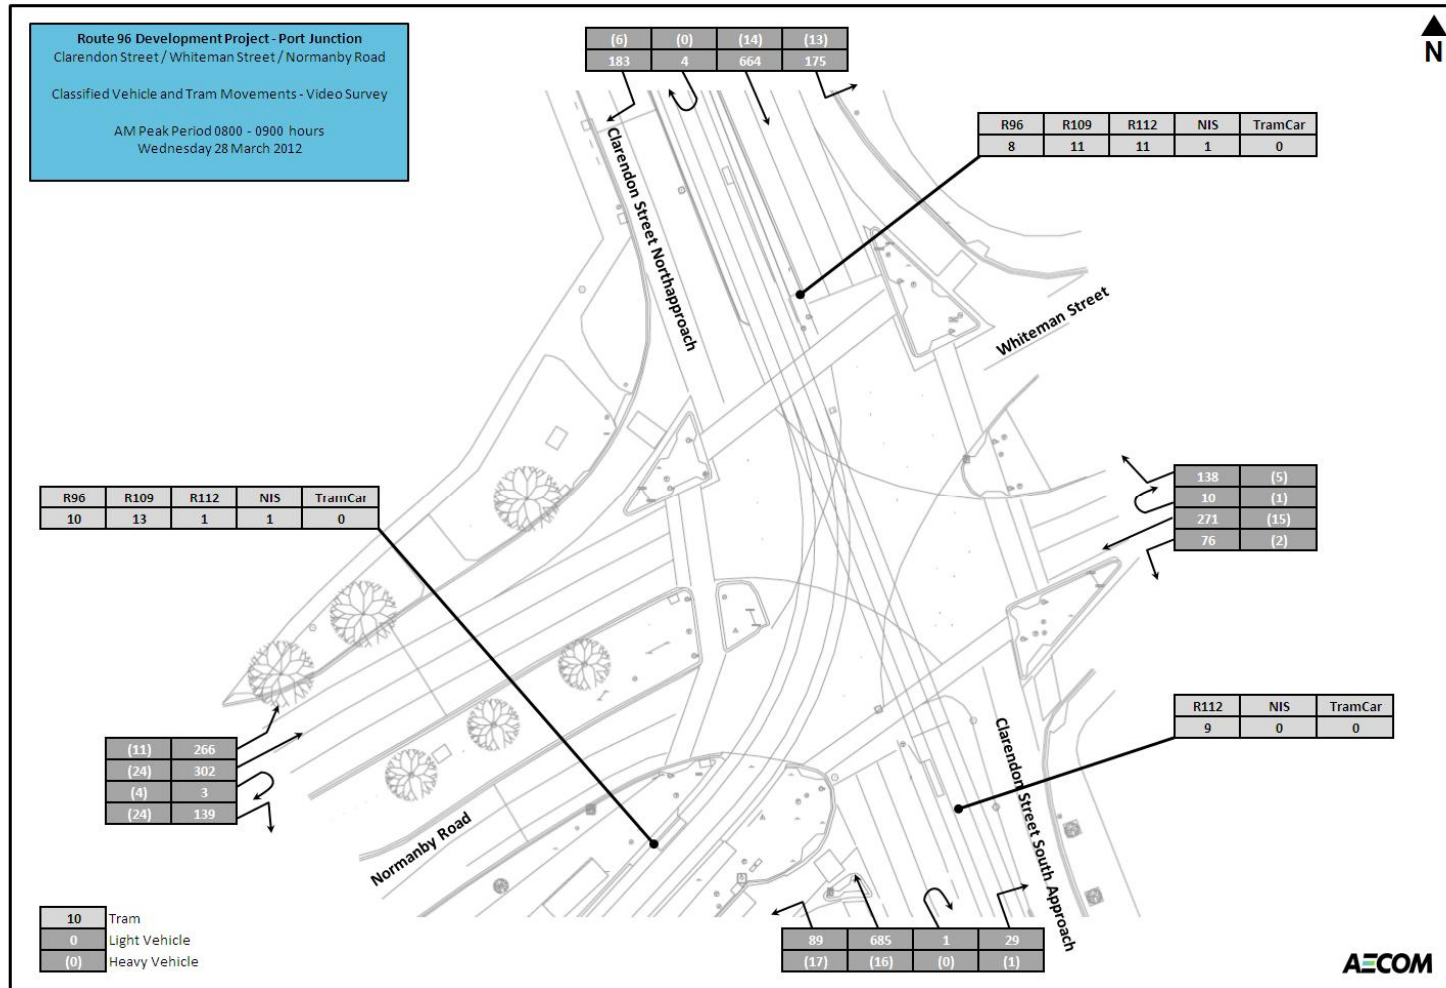 Route 96 Development Project - Port Junction
Clarendon Street / Whiteman Street / Normanby Road
Classified Vehicle and Tram Movements - Video Survey
AM Peak Period 0800 - 0900 hours
Wednesday 28 March 2012
(6) (0) (14) (13)
183 4 664 175
N
R96 R109 R112 NIS TramCar
8 11 11 1 0
Clarendon Street Northapproach
Whiteman Street
138 (5)
10 (1)
271 (15)
76 (2)
R96 R109 R112 NIS TramCar
10 13 1 1 0
R112 NIS TramCar
9 0 0
(11) 266
(24) 302
(4) 3
(24) 139
Normanby Road
Clarendon Street South Approach
89 685 1 29
(17) (16) (0) (1)
10 Tram
0 Light Vehicle
(0) Heavy Vehicle
AECOM